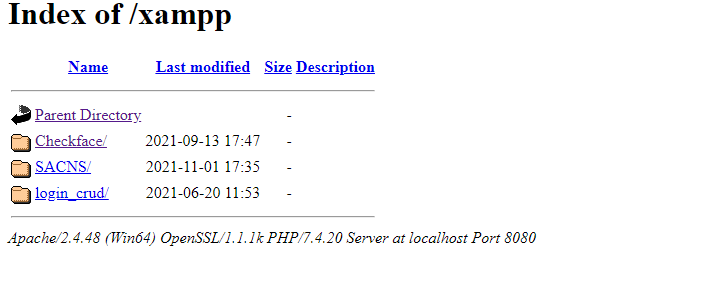 Index of /xampp
Name Last modified Size Description
Parent Directory -
Checkface/ 2021-09-13 17:47 -
SACNS/ 2021-11-01 17:35 -
login_crud/ 2021-06-20 11:53 -
Apache/2.4.48 (Win64) OpenSSL/1.1.1k PHP/7.4.20 Server at localhost Port 8080